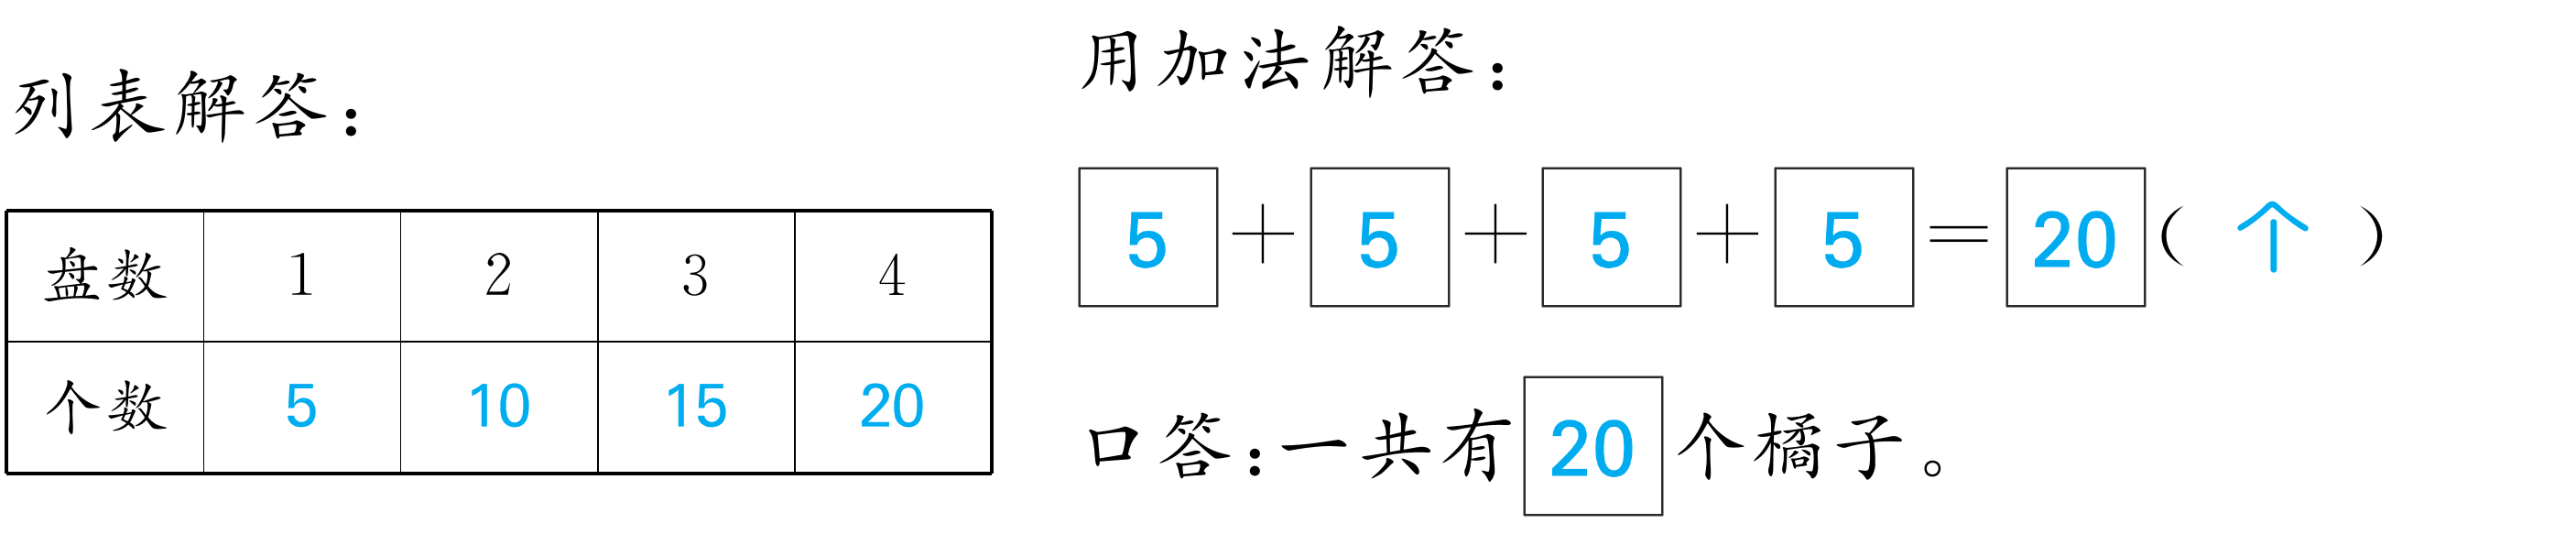 列表解答：
盘数 1 2 3 4
个数 5 10 15 20
用加法解答：
5+5+5+5=20（个）
口答：一共有20个橘子。